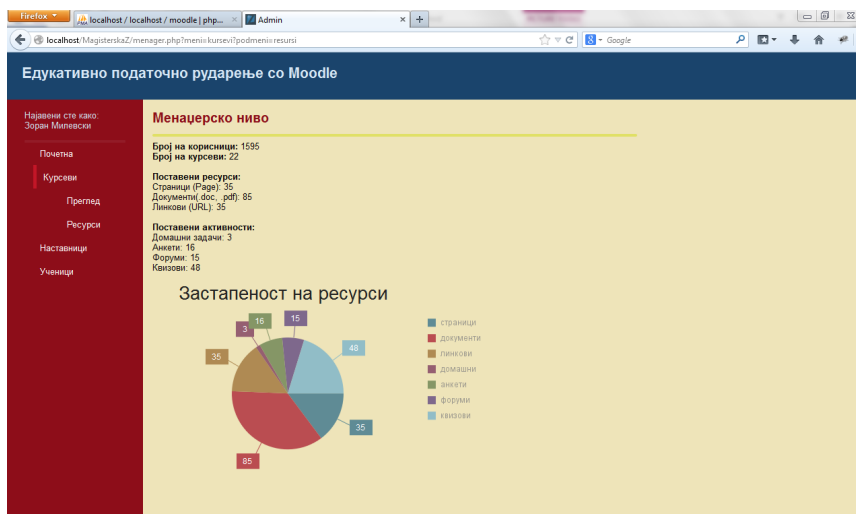 Firefox
localhost / localhost / moodle | php...
Admin
localhost/MagisterskaZ/menager.php?meni=kursevi?podmeni=resursi
Google
Едукативно податочно рударење со Moodle
Најавени сте како:
Зоран Милевски
Почетна
Курсеви
Преглед
Ресурси
Наставници
Ученици
Менаџерско ниво
Број на корисници: 1595
Број на курсеви: 22
Поставени ресурси:
Страници (Page): 35
Документи(.doc, .pdf): 85
Линкови (URL): 35
Поставени активности:
Домашни задачи: 3
Анкети: 16
Форуми: 15
Квизови: 48
Застапеност на ресурси
3
16
15
48
35
35
85
страници
документи
линкови
домашни
анкети
форуми
квизови